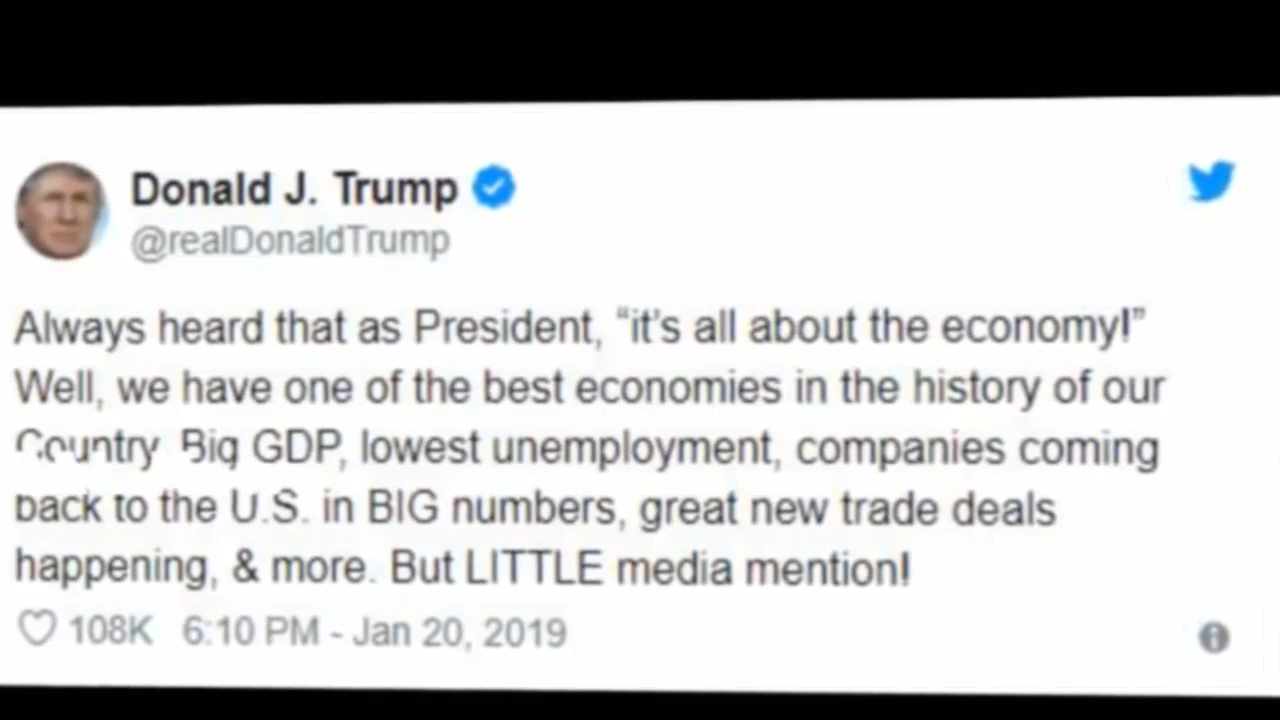 Donald J. Trump
@realDonaldTrump
Always heard that as President, “it’s all about the economy!”
Well, we have one of the best economies in the history of our
Country Big GDP, lowest unemployment, companies coming
back to the U.S. in BIG numbers, great new trade deals
happening, & more. But LITTLE media mention!
108K 6:10 PM - Jan 20, 2019